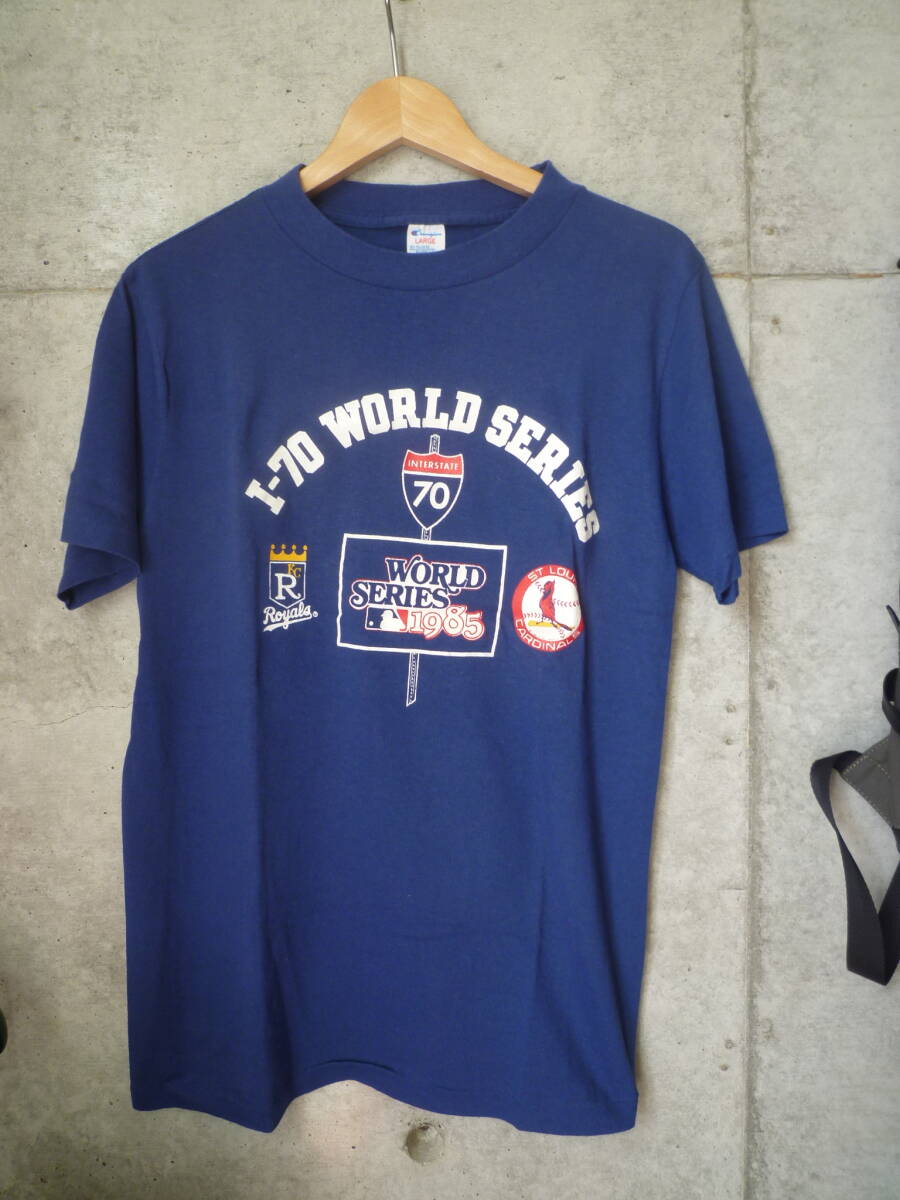 Champion
LARGE
I-70 WORLD SERIES
INTERSTATE
70
WORLD
SERIES
1985
KC
R
Royals
ST LOUIS
CARDINALS